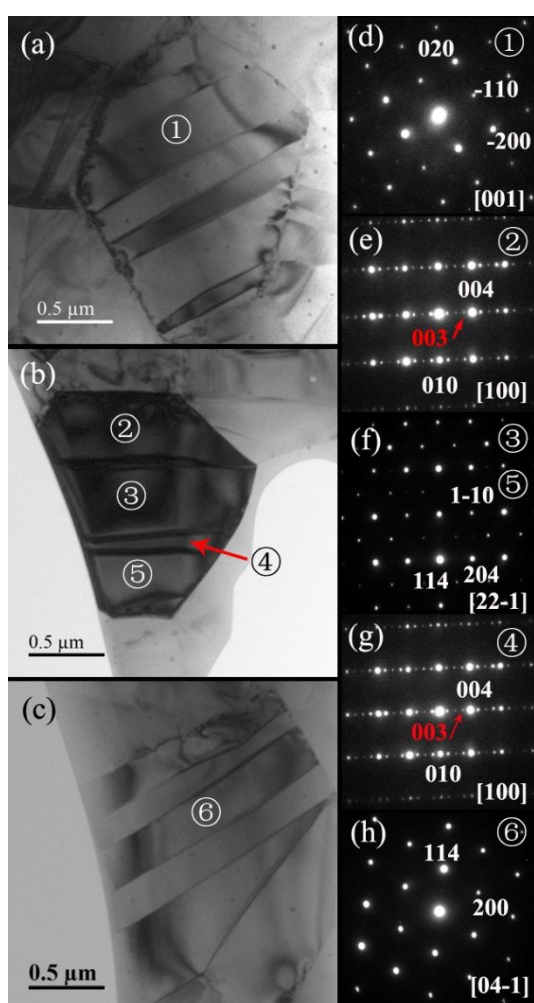 (a)
①
0.5 µm
(b)
②
③
④
⑤
0.5 µm
(c)
⑥
0.5 µm
(d) ①
020
-110
-200
[001]
(e) ②
004
003
010
[100]
(f) ③
1-10 ⑤
114 204
[22-1]
(g) ④
004
003
010
[100]
(h) ⑥
114
200
[04-1]